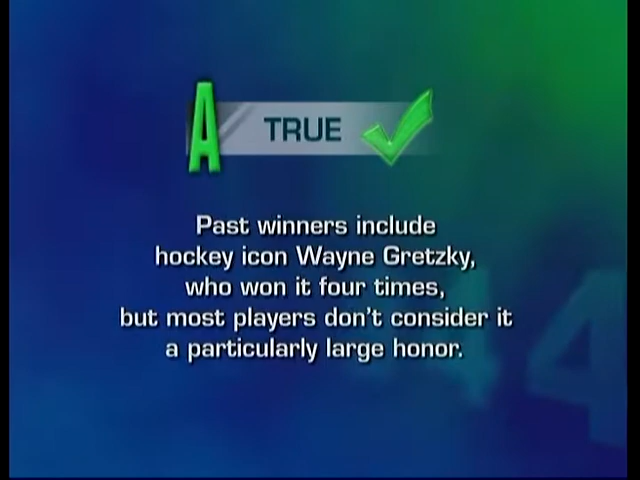 A TRUE
Past winners include
hockey icon Wayne Gretzky,
who won it four times,
but most players don't consider it
a particularly large honor.
44